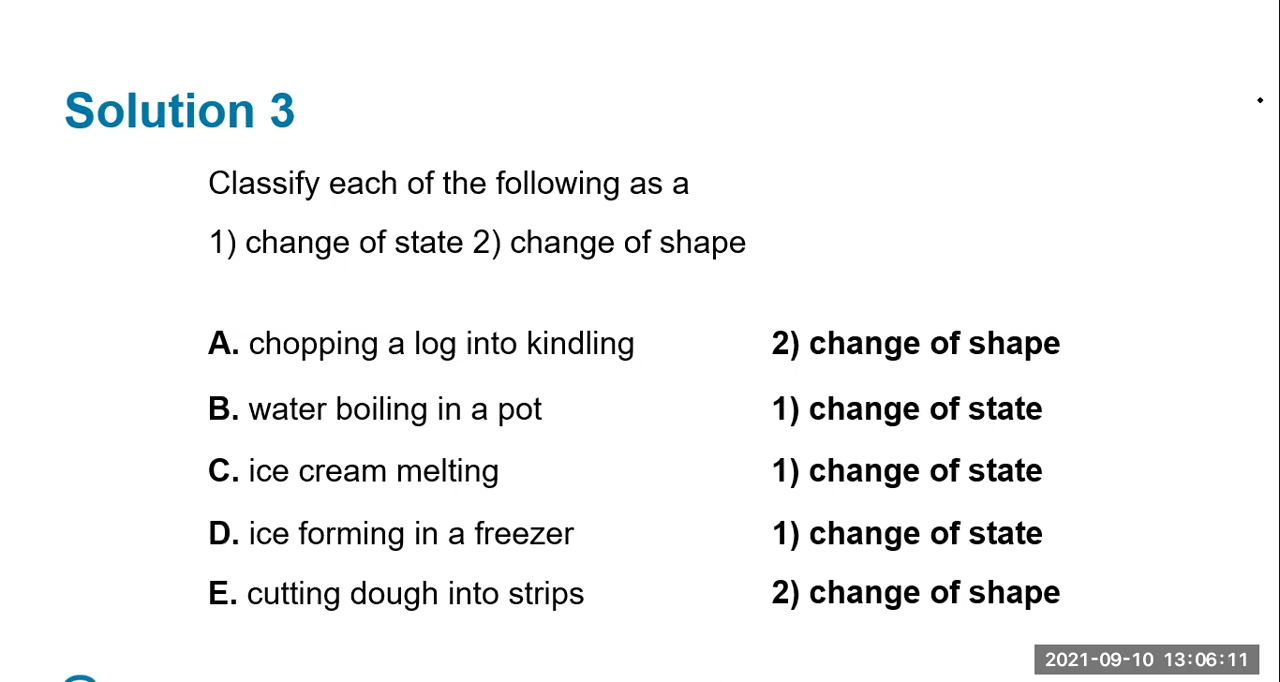 Solution 3
Classify each of the following as a
1) change of state 2) change of shape
A. chopping a log into kindling 2) change of shape
B. water boiling in a pot 1) change of state
C. ice cream melting 1) change of state
D. ice forming in a freezer 1) change of state
E. cutting dough into strips 2) change of shape
2021-09-10 13:06:11